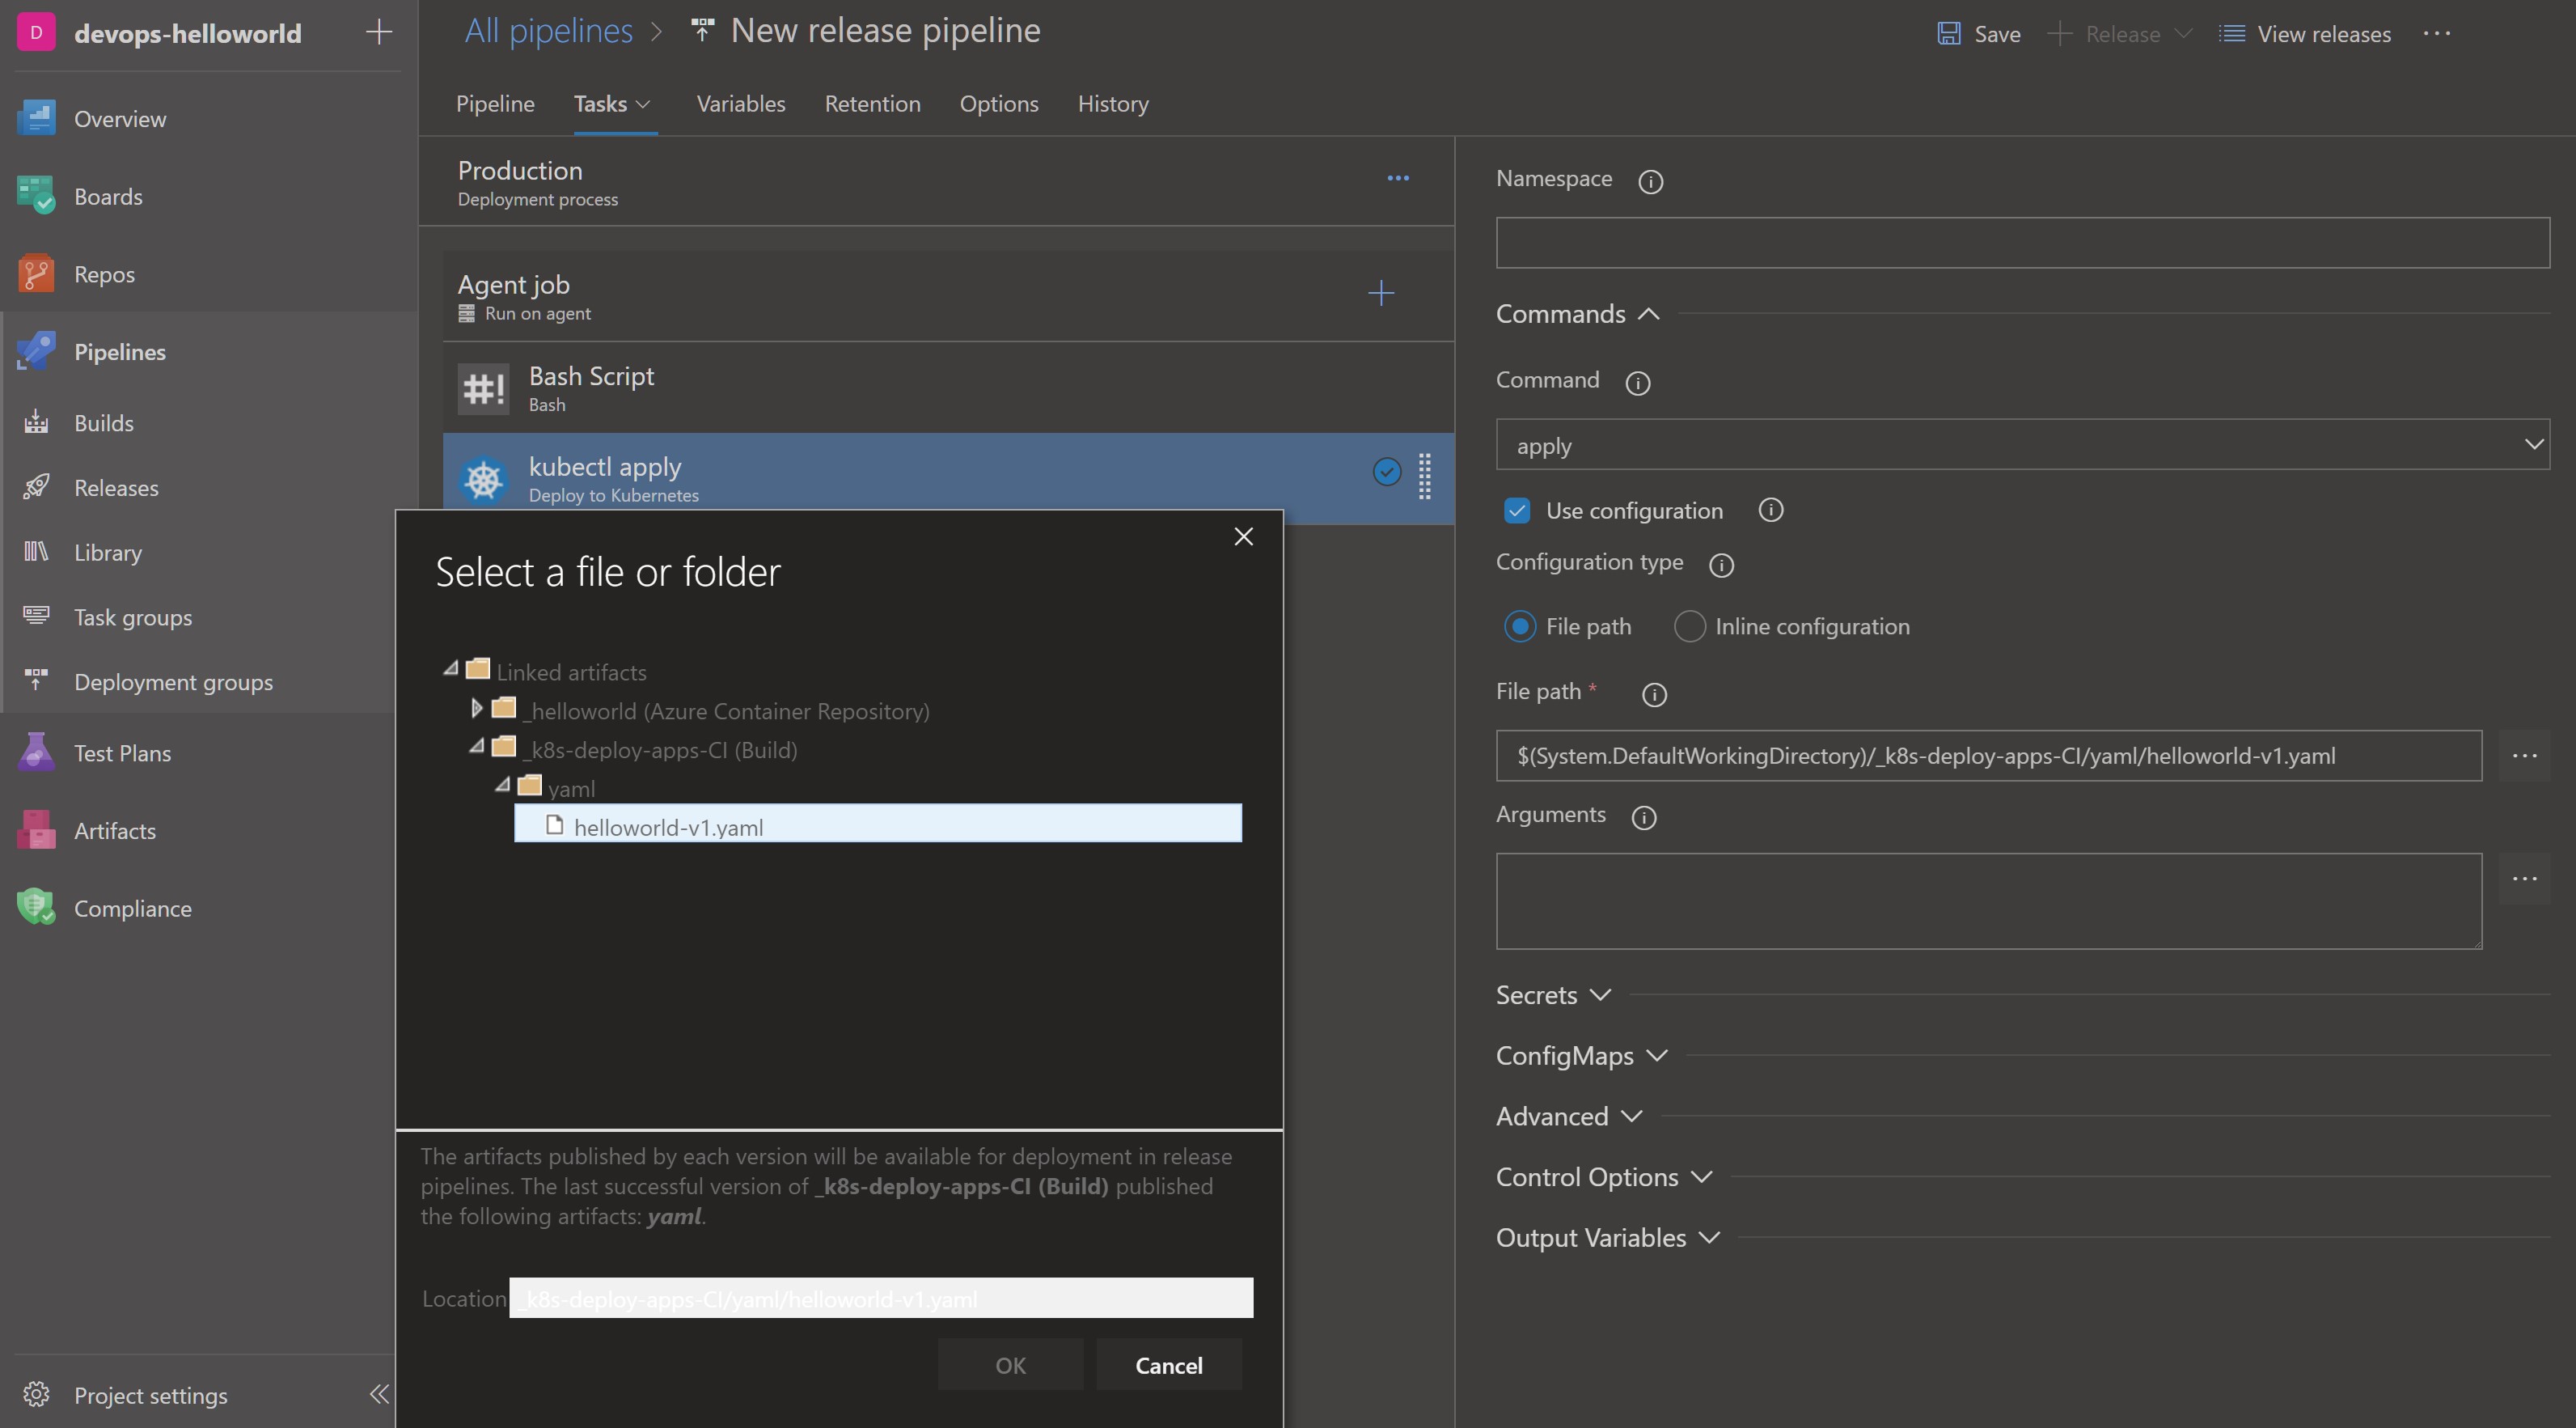 D devops-helloworld
Overview
Boards
Repos
Pipelines
Builds
Releases
Library
Task groups
Deployment groups
Test Plans
Artifacts
Compliance
Project settings
All pipelines > New release pipeline
Save
Release
View releases
Pipeline
Tasks
Variables
Retention
Options
History
Production
Deployment process
Agent job
Run on agent
#!
Bash Script
Bash
kubectl apply
Deploy to Kubernetes
Select a file or folder
Linked artifacts
_helloworld (Azure Container Repository)
_k8s-deploy-apps-CI (Build)
yaml
helloworld-v1.yaml
The artifacts published by each version will be available for deployment in release
pipelines. The last successful version of _k8s-deploy-apps-CI (Build) published
the following artifacts: yaml.
Location _k8s-deploy-apps-CI/yaml/helloworld-v1.yaml
OK
Cancel
Namespace
Commands
Command
apply
Use configuration
Configuration type
File path
Inline configuration
File path *
$(System.DefaultWorkingDirectory)/_k8s-deploy-apps-CI/yaml/helloworld-v1.yaml
Arguments
Secrets
ConfigMaps
Advanced
Control Options
Output Variables